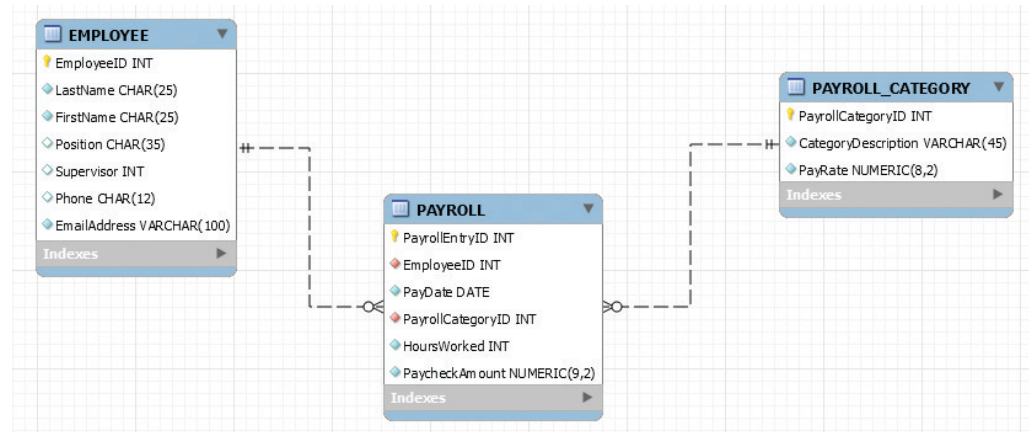 EMPLOYEE
EmployeeID INT
LastName CHAR(25)
FirstName CHAR(25)
Position CHAR(35)
Supervisor INT
Phone CHAR(12)
EmailAddress VARCHAR(100)
Indexes
PAYROLL
PayrollEntryID INT
EmployeeID INT
PayDate DATE
PayrollCategoryID INT
HoursWorked INT
PaycheckAmount NUMERIC(9,2)
Indexes
PAYROLL_CATEGORY
PayrollCategoryID INT
CategoryDescription VARCHAR(45)
PayRate NUMERIC(8,2)
Indexes